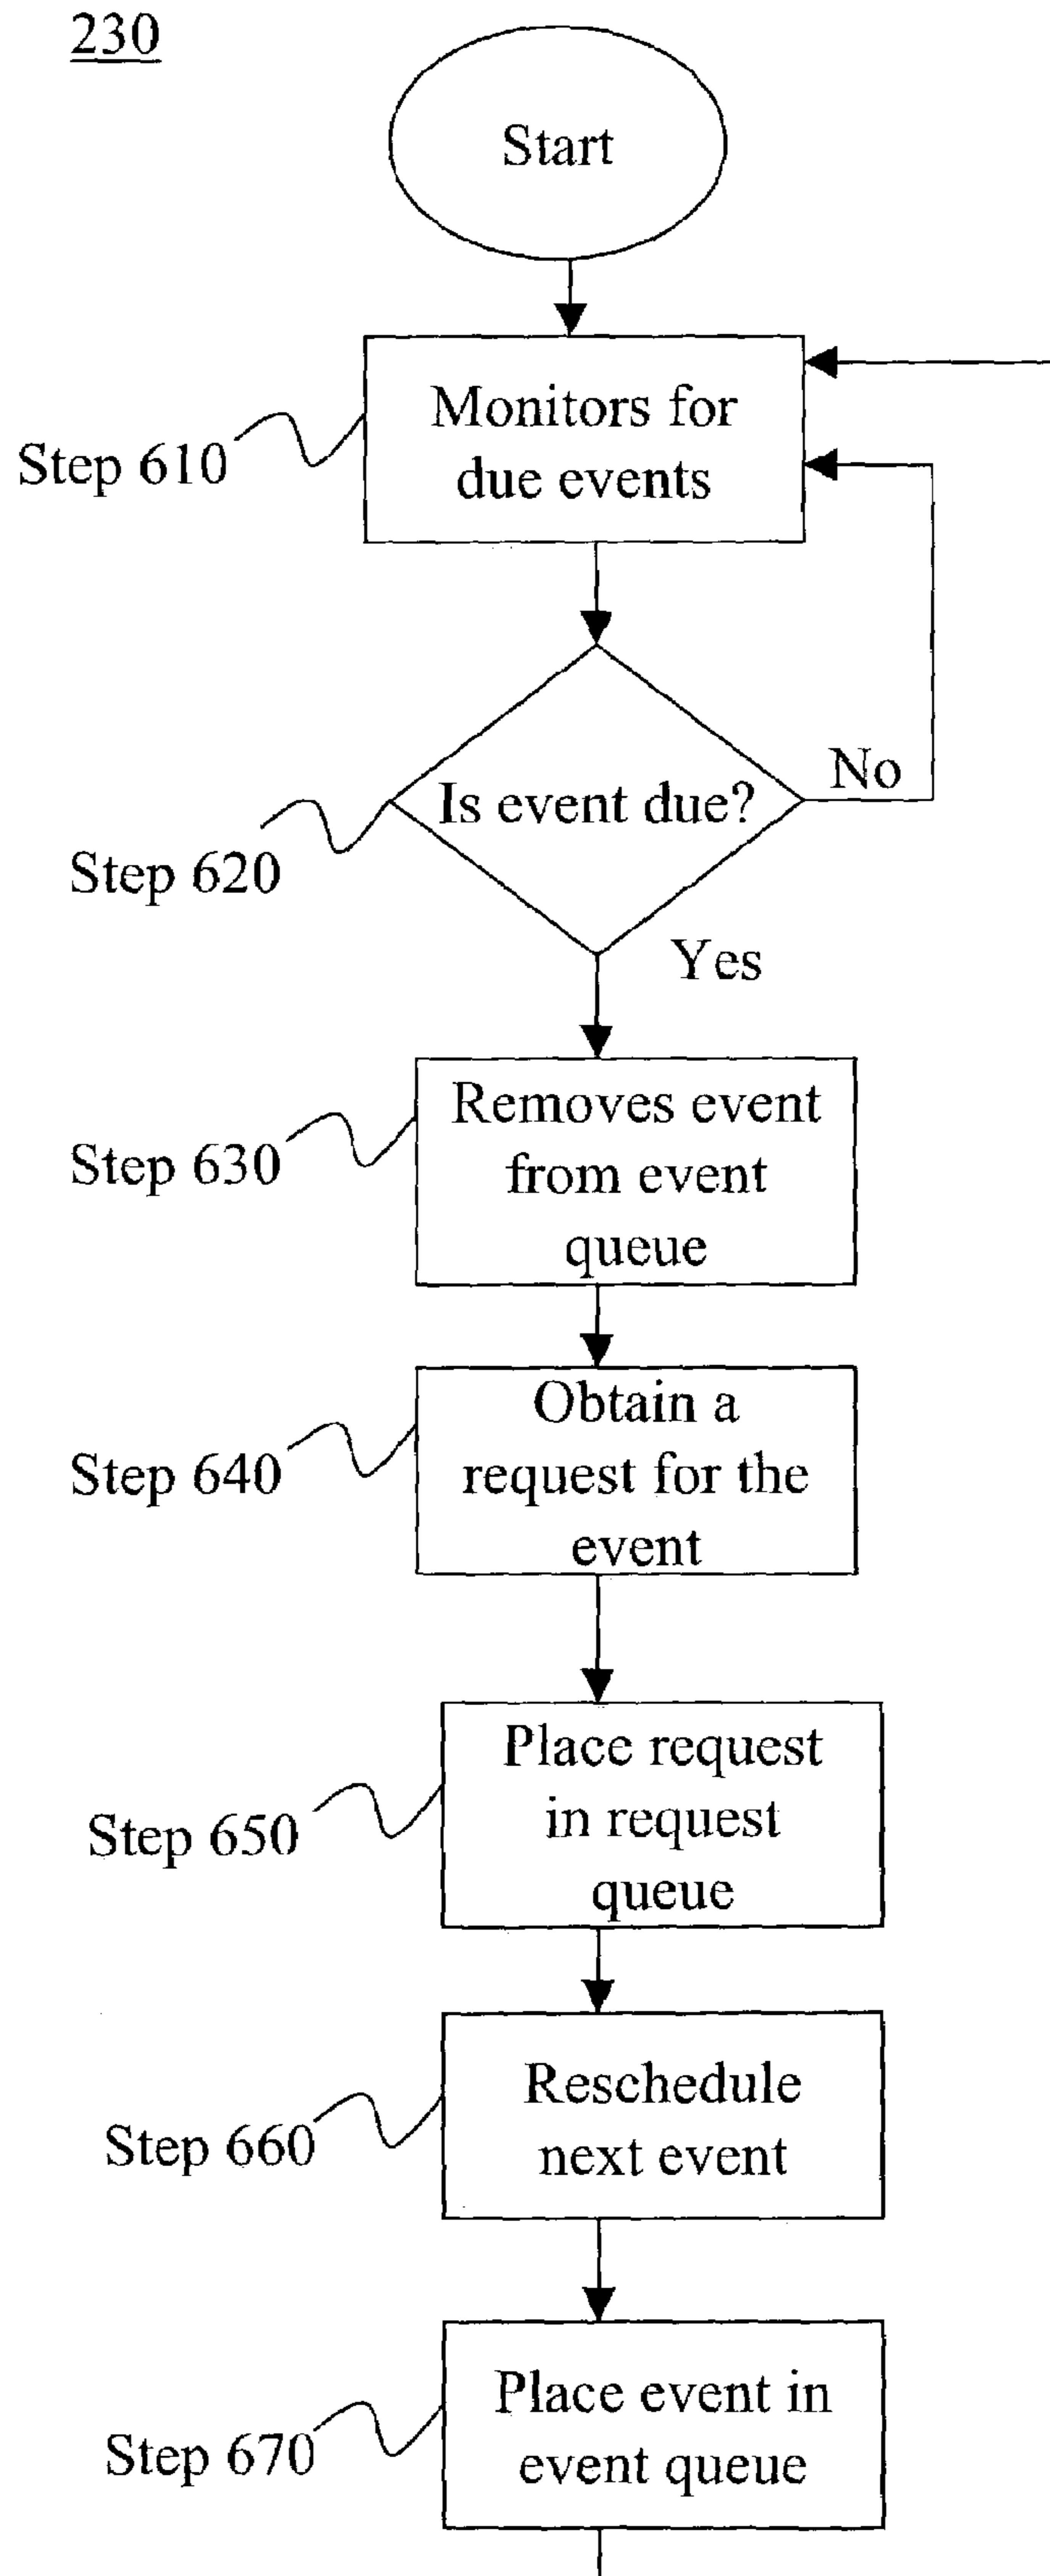 230
Start
Monitors for
due events
Step 610
Is event due?
No
Step 620
Yes
Removes event
from event
queue
Step 630
Obtain a
request for the
event
Step 640
Place request
in request
queue
Step 650
Reschedule
next event
Step 660
Place event in
event queue
Step 670